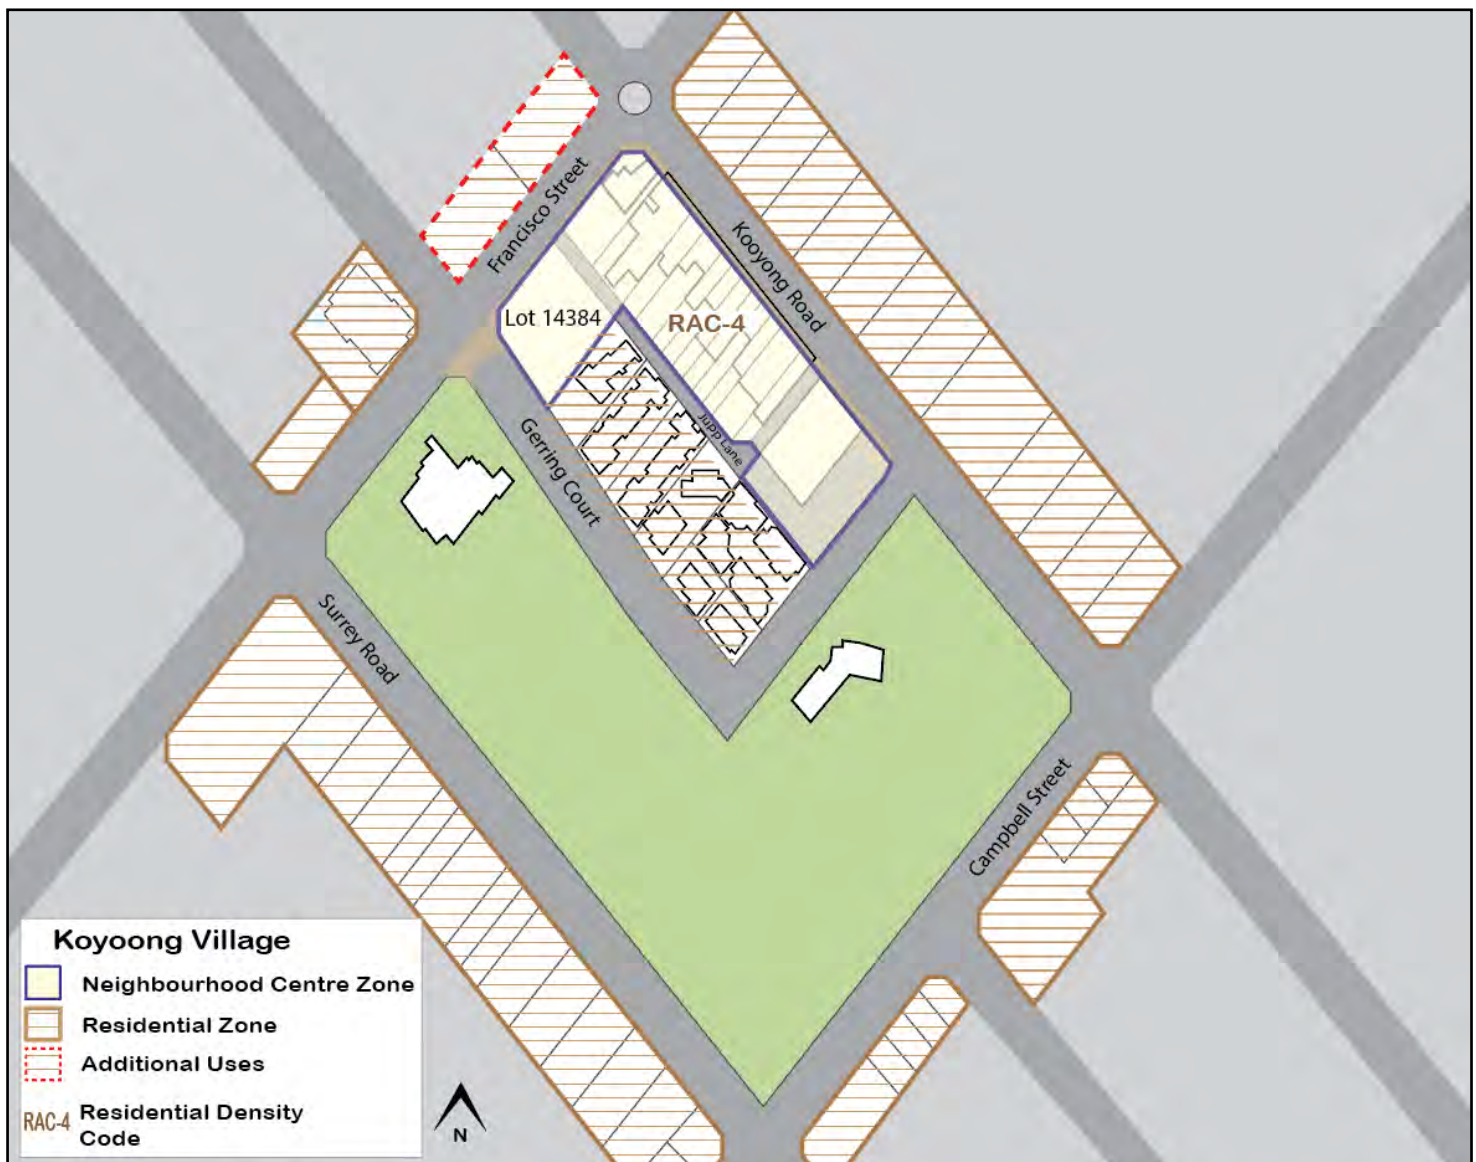 Francisco Street
Kooyong Road
Lot 14384
RAC-4
Jupp Lane
Gerring Court
Surrey Road
Campbell Street
Koyoong Village
Neighbourhood Centre Zone
Residential Zone
Additional Uses
RAC-4 Residential Density
Code
N